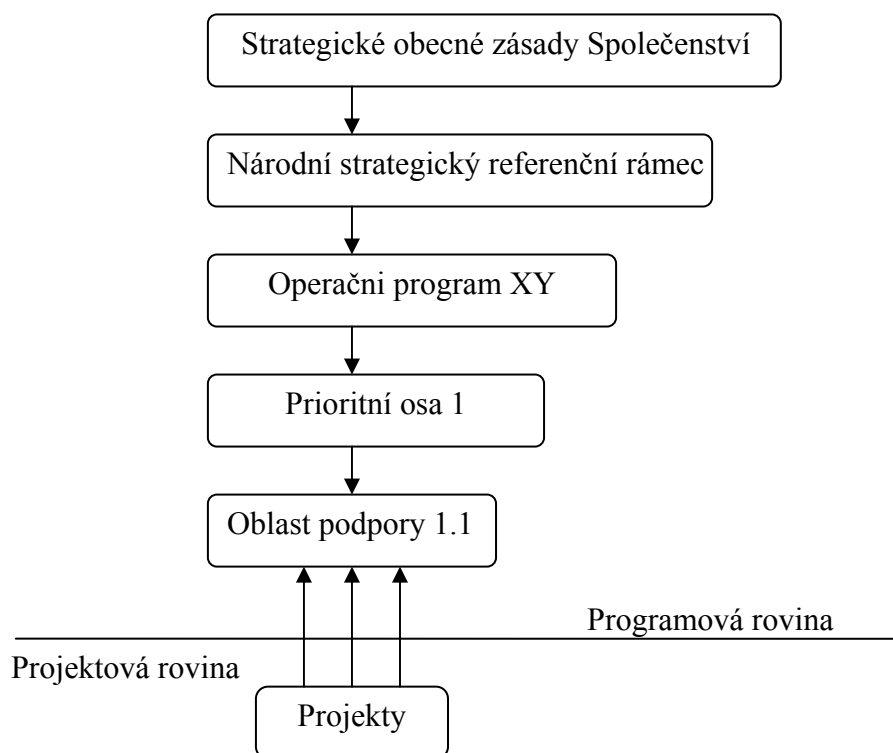 Strategické obecné zásady Společenství
Národní strategický referenční rámec
Operačni program XY
Prioritní osa 1
Oblast podpory 1.1
Programová rovina
Projektová rovina
Projekty